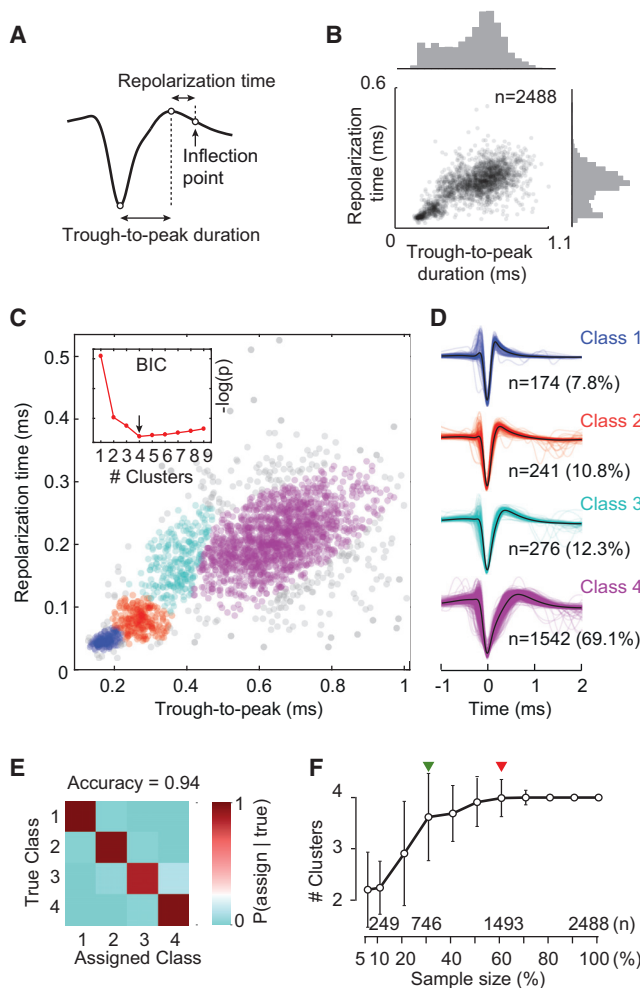 A
Repolarization time
Inflection
point
Trough-to-peak duration
B
Repolarization
time (ms)
0.6
n=2488
0
1.1
Trough-to-peak
duration (ms)
C
Repolarization time (ms)
0.5
0.4
0.3
0.2
0.1
0
BIC
-log(p)
1 2 3 4 5 6 7 8 9
# Clusters
0.2 0.4 0.6 0.8 1
Trough-to-peak (ms)
D
Class 1
n=174 (7.8%)
Class 2
n=241 (10.8%)
Class 3
n=276 (12.3%)
Class 4
n=1542 (69.1%)
-1 0 1 2
Time (ms)
E
Accuracy = 0.94
True Class
1
2
3
4
1 2 3 4
Assigned Class
1
0
P(assign | true)
F
# Clusters
4
3
2
249 746 1493 2488 (n)
5 10 20 40 60 80 100 (%)
Sample size (%)